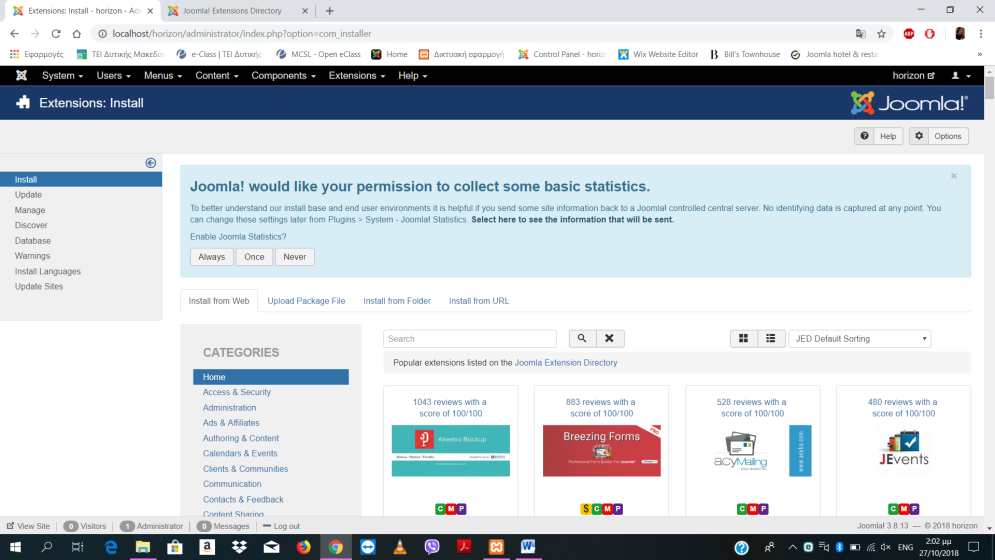 Extensions: Install - horizon - Adm
Joomla! Extensions Directory
localhost/horizon/administrator/index.php?option=com_installer
Εφαρμογές
ΤΕΙ Δυτικής Μακεδο
e-Class | ΤΕΙ Δυτικής
MCSL - Open eClass
Home
Δικτυακή εφαρμογή
Control Panel - horiz
Wix Website Editor
Bill's Townhouse
Joomla hotel & resta
System
Users
Menus
Content
Components
Extensions
Help
horizon
Extensions: Install
Joomla!
Help
Options
Install
Update
Manage
Discover
Database
Warnings
Install Languages
Update Sites
Joomla! would like your permission to collect some basic statistics.
To better understand our install base and end user environments it is helpful if you send some site information back to a Joomla! controlled central server. No identifying data is captured at any point. You
can change these settings later from Plugins > System - Joomla! Statistics. Select here to see the information that will be sent.
Enable Joomla Statistics?
Always
Once
Never
Install from Web
Upload Package File
Install from Folder
Install from URL
CATEGORIES
Home
Access & Security
Administration
Ads & Affiliates
Authoring & Content
Calendars & Events
Clients & Communities
Communication
Contacts & Feedback
Content Sharing
Search
JED Default Sorting
Popular extensions listed on the Joomla Extension Directory
1043 reviews with a
score of 100/100
Akeeba Backup
C M P
883 reviews with a
score of 100/100
PRO
Breezing Forms
Professional Form Builder For Joomla!
$ C M P
528 reviews with a
score of 100/100
acyMailing
C M P
480 reviews with a
score of 100/100
JEvents
C M P
View Site
0 Visitors
1 Administrator
0 Messages
Log out
Joomla! 3.8.13 — © 2018 horizon
2:02 μμ
27/10/2018